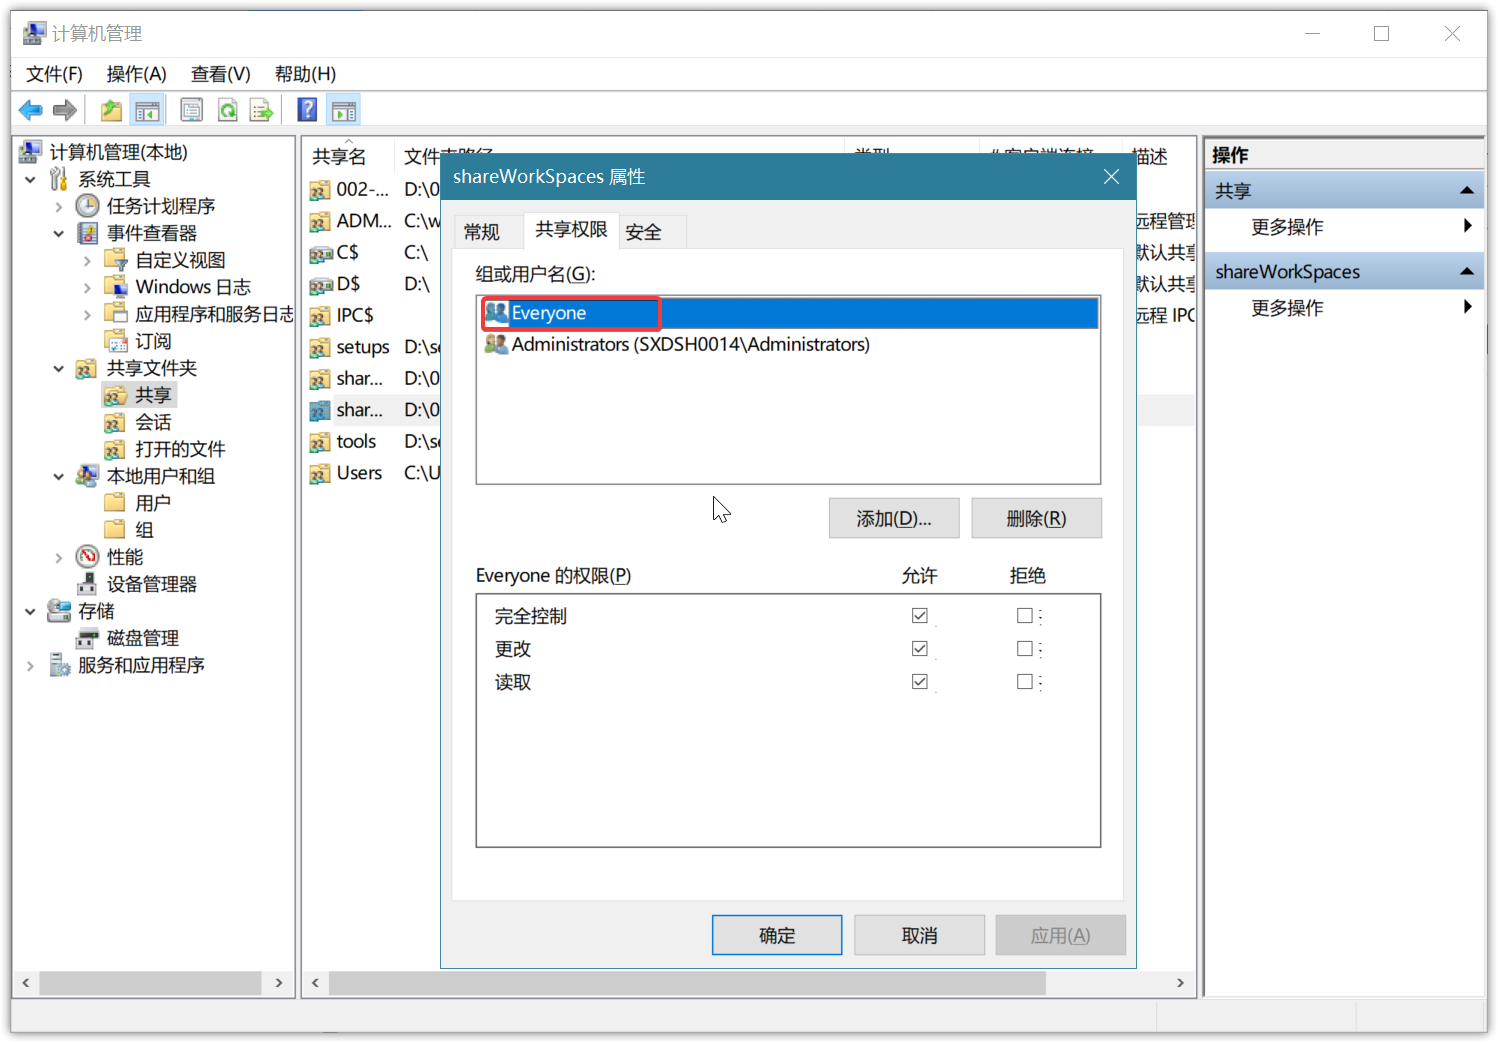 计算机管理
文件(F) 操作(A) 查看(V) 帮助(H)
计算机管理(本地)
系统工具
任务计划程序
事件查看器
自定义视图
Windows 日志
应用程序和服务日志
订阅
共享文件夹
共享
会话
打开的文件
本地用户和组
用户
组
性能
设备管理器
存储
磁盘管理
服务和应用程序
共享名 文件夹路径 类型 # 客户端连接 描述
002-... D:\0
ADM... C:\w 远程管理
C$ C:\ 默认共享
D$ D:\ 默认共享
IPC$ 远程 IPC
setups D:\se
shar... D:\0
shar... D:\0
tools D:\se
Users C:\U
shareWorkSpaces 属性
常规 共享权限 安全
组或用户名(G):
Everyone
Administrators (SXDSH0014\Administrators)
添加(D)... 删除(R)
Everyone 的权限(P) 允许 拒绝
完全控制
更改
读取
确定 取消 应用(A)
操作
共享
更多操作
shareWorkSpaces
更多操作